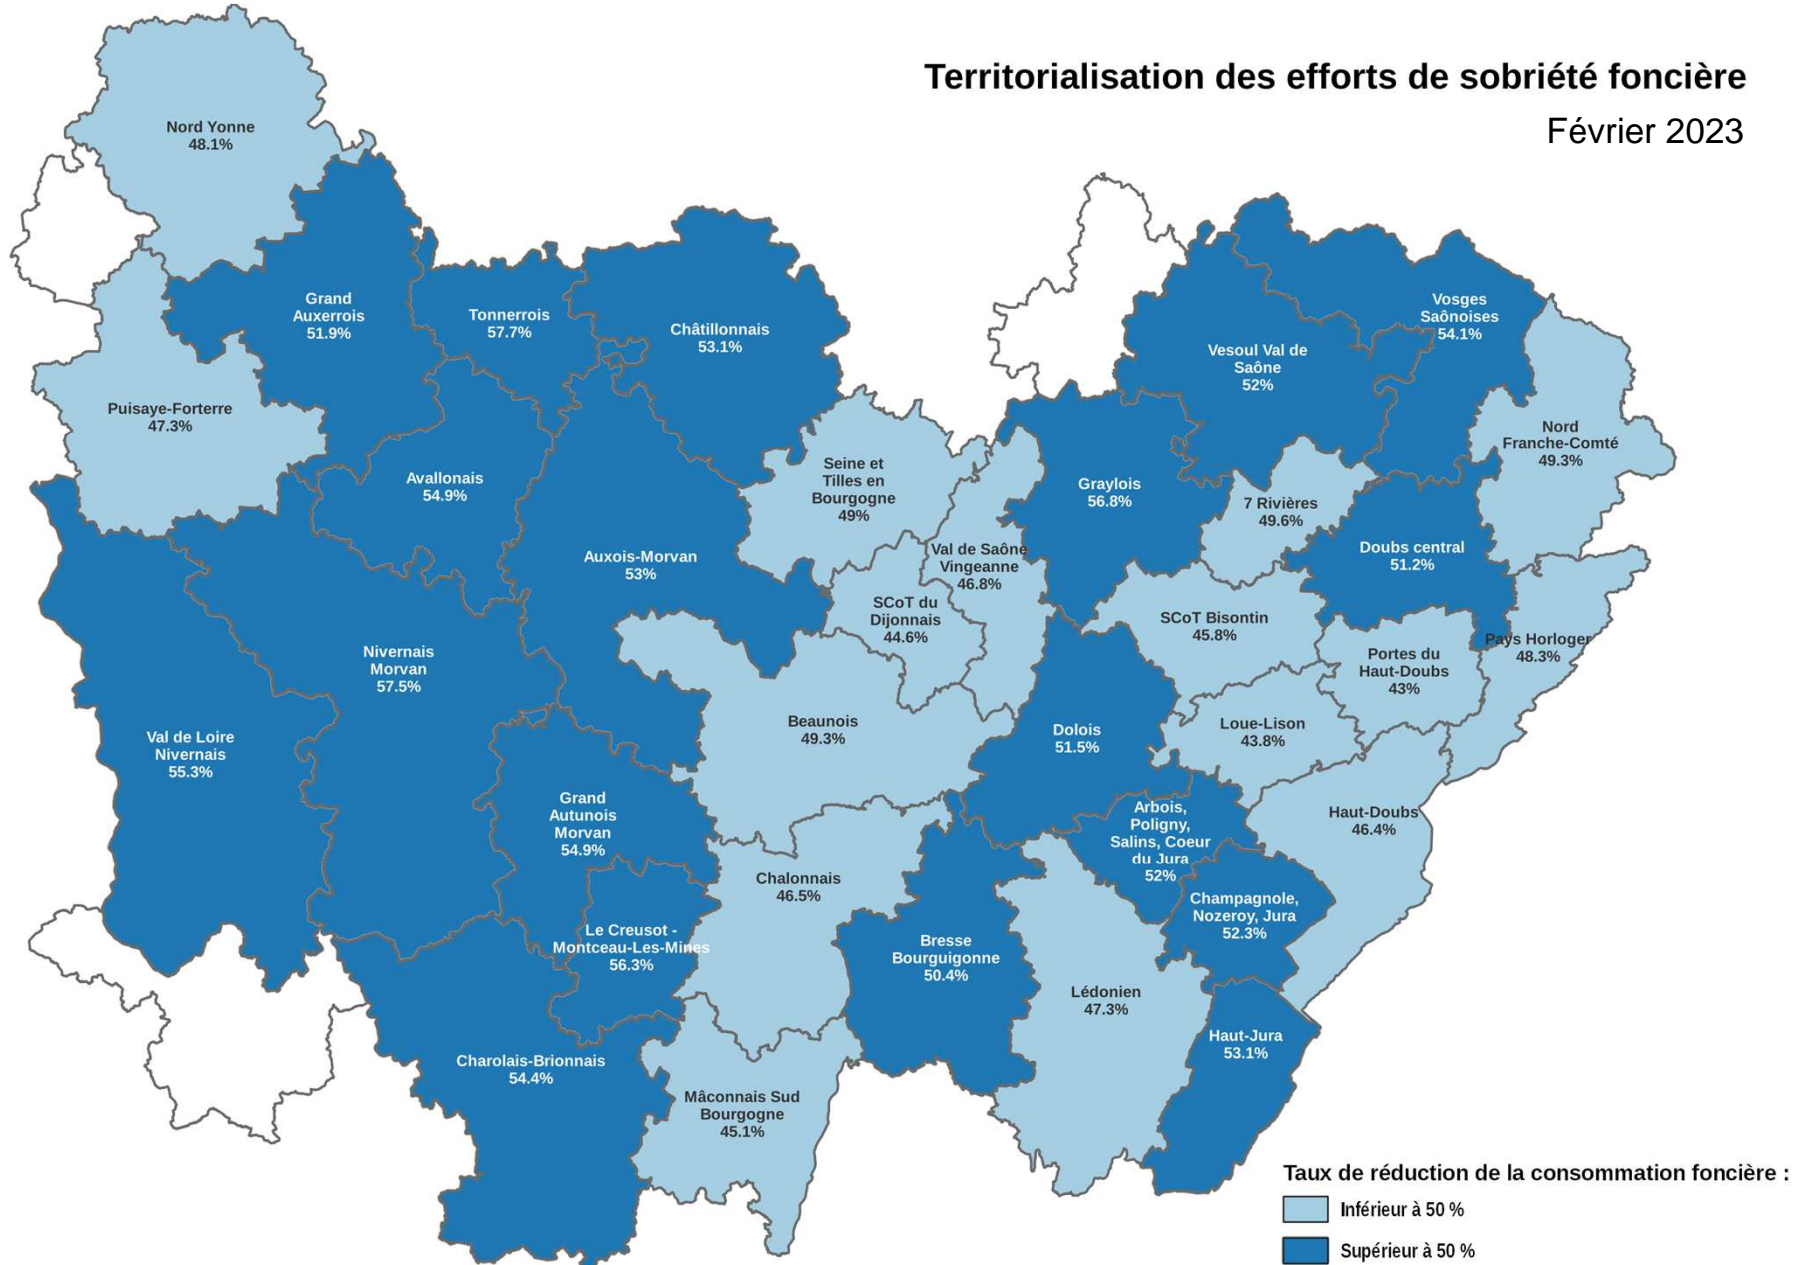 Territorialisation des efforts de sobriété foncière
Février 2023
Nord Yonne
48.1%
Grand
Auxerrois
51.9%
Tonnerrois
57.7%
Châtillonnais
53.1%
Vosges
Saônoises
54.1%
Vesoul Val de
Saône
52%
Puisaye-Forterre
47.3%
Nord
Franche-Comté
49.3%
Avallonais
54.9%
Seine et
Tilles en
Bourgogne
49%
Graylois
56.8%
7 Rivières
49.6%
Auxois-Morvan
53%
Val de Saône
Vingeanne
46.8%
Doubs central
51.2%
SCoT du
Dijonnais
44.6%
SCoT Bisontin
45.8%
Pays Horloger
48.3%
Nivernais
Morvan
57.5%
Portes du
Haut-Doubs
43%
Val de Loire
Nivernais
55.3%
Beaunois
49.3%
Dolois
51.5%
Loue-Lison
43.8%
Grand
Autunois
Morvan
54.9%
Arbois,
Poligny,
Salins, Coeur
du Jura
52%
Haut-Doubs
46.4%
Chalonnais
46.5%
Champagnole,
Nozeroy, Jura
52.3%
Le Creusot -
Montceau-Les-Mines
56.3%
Bresse
Bourguigonne
50.4%
Lédonien
47.3%
Haut-Jura
53.1%
Charolais-Brionnais
54.4%
Mâconnais Sud
Bourgogne
45.1%
Taux de réduction de la consommation foncière :
Inférieur à 50 %
Supérieur à 50 %